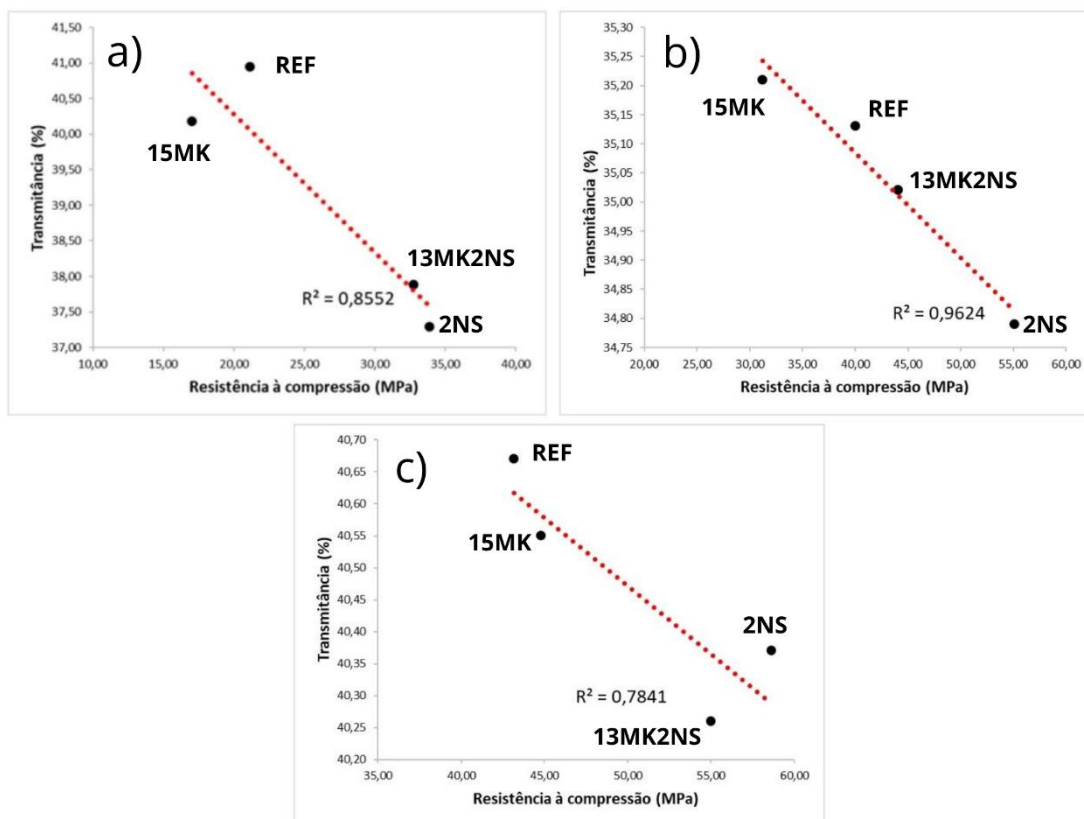 a)
41,50
41,00
40,50
40,00
39,50
39,00
38,50
38,00
37,50
37,00
Transmitância (%)
REF
15MK
13MK2NS
R² = 0,8552
2NS
10,00 15,00 20,00 25,00 30,00 35,00 40,00
Resistência à compressão (MPa)
b)
35,30
35,25
35,20
35,15
35,10
35,05
35,00
34,95
34,90
34,85
34,80
34,75
Transmitância (%)
15MK
REF
13MK2NS
R² = 0,9624
2NS
20,00 25,00 30,00 35,00 40,00 45,00 50,00 55,00 60,00
Resistência à compressão (MPa)
c)
40,70
40,65
40,60
40,55
40,50
40,45
40,40
40,35
40,30
40,25
40,20
Transmitância (%)
REF
15MK
2NS
R² = 0,7841
13MK2NS
35,00 40,00 45,00 50,00 55,00 60,00
Resistência à compressão (MPa)